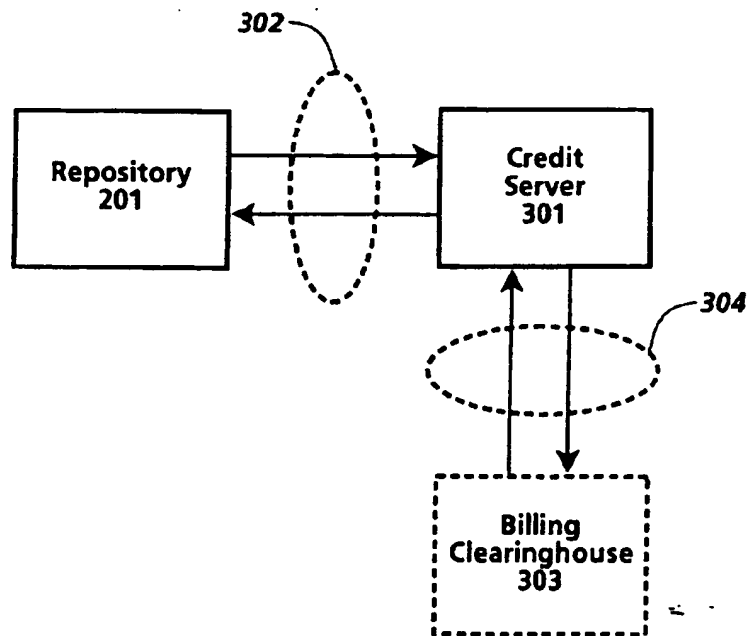 302
Repository
201
Credit
Server
301
304
Billing
Clearinghouse
303